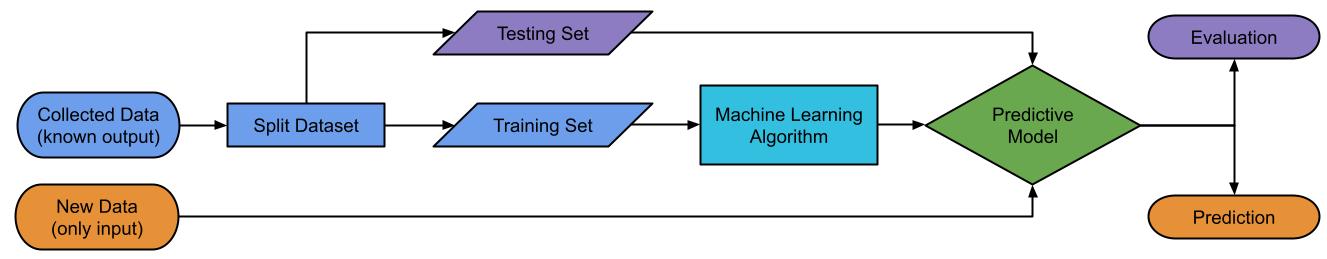 Testing Set
Evaluation
Collected Data
(known output)
Split Dataset
Training Set
Machine Learning
Algorithm
Predictive
Model
New Data
(only input)
Prediction